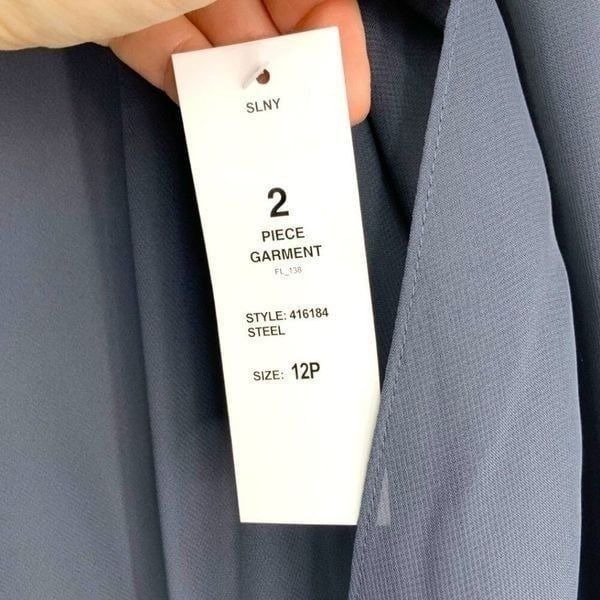 SLNY
2
PIECE
GARMENT
FL_138
STYLE: 416184
STEEL
SIZE: 12P